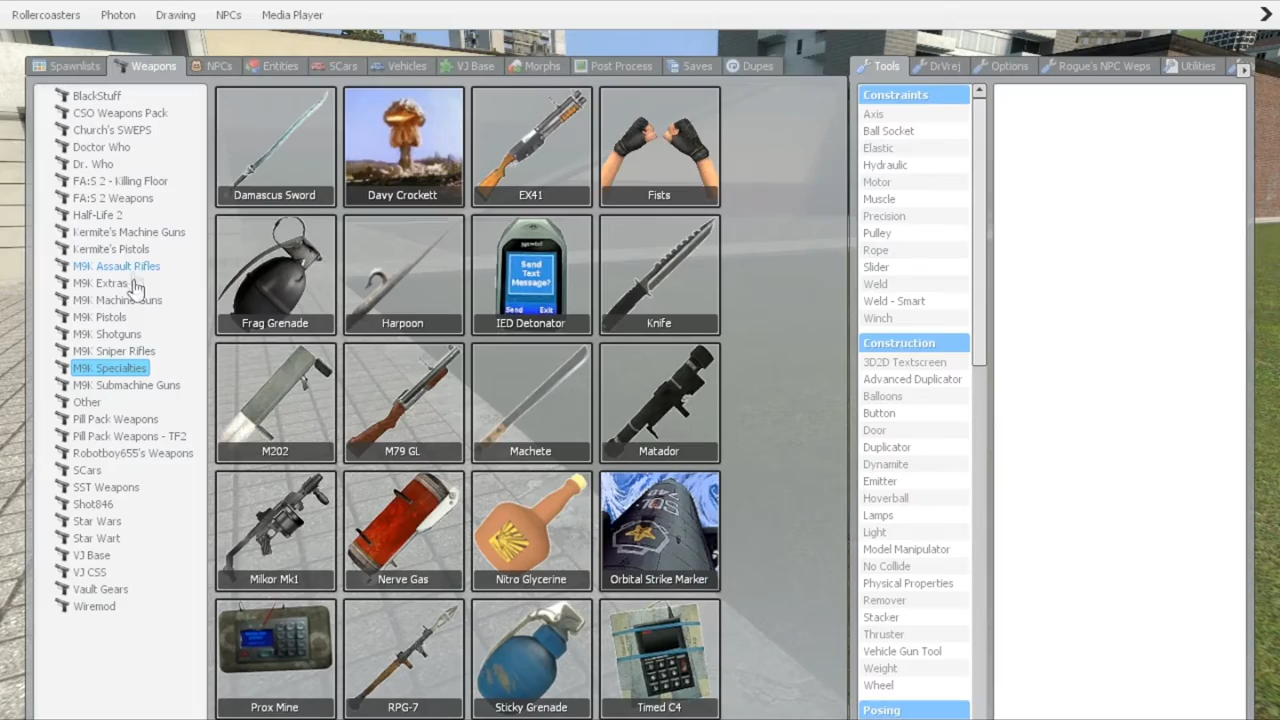 Rollercoasters Photon Drawing NPCs Media Player
Spawnlists Weapons NPCs Entities SCars Vehicles VJ Base Morphs Post Process Saves Dupes
BlackStuff
CSO Weapons Pack
Church's SWEPS
Doctor Who
Dr. Who
FA:S 2 - Killing Floor
FA:S 2 Weapons
Half-Life 2
Kermite's Machine Guns
Kermite's Pistols
M9K Assault Rifles
M9K Extras
M9K Machine Guns
M9K Pistols
M9K Shotguns
M9K Sniper Rifles
M9K Specialties
M9K Submachine Guns
Other
Pill Pack Weapons
Pill Pack Weapons - TF2
Robotboy655's Weapons
SCars
SST Weapons
Shot846
Star Wars
Star Wart
VJ Base
VJ CSS
Vault Gears
Wiremod
Damascus Sword Davy Crockett EX41 Fists
Send
Text
Message?
Send Exit
Frag Grenade Harpoon IED Detonator Knife
M202 M79 GL Machete Matador
Milkor Mk1 Nerve Gas Nitro Glycerine Orbital Strike Marker
Prox Mine RPG-7 Sticky Grenade Timed C4
Tools DrVrej Options Rogue's NPC Weps Utilities
Constraints
Axis
Ball Socket
Elastic
Hydraulic
Motor
Muscle
Precision
Pulley
Rope
Slider
Weld
Weld - Smart
Winch
Construction
3D2D Textscreen
Advanced Duplicator
Balloons
Button
Door
Duplicator
Dynamite
Emitter
Hoverball
Lamps
Light
Model Manipulator
No Collide
Physical Properties
Remover
Stacker
Thruster
Vehicle Gun Tool
Weight
Wheel
Posing